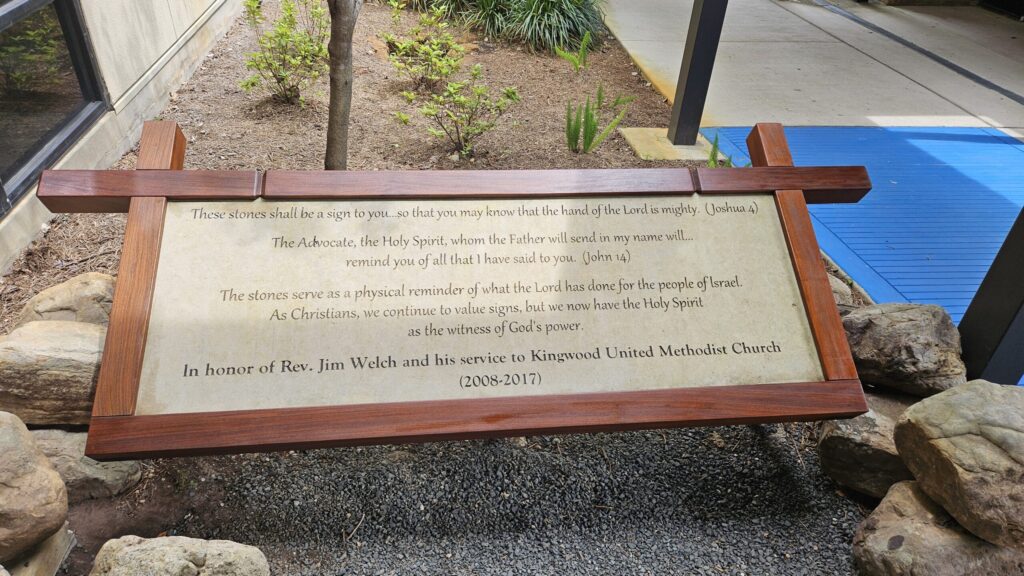 These stones shall be a sign to you...so that you may know that the hand of the Lord is mighty. (Joshua 4)
The Advocate, the Holy Spirit, whom the Father will send in my name will...
remind you of all that I have said to you. (John 14)
The stones serve as a physical reminder of what the Lord has done for the people of Israel.
As Christians, we continue to value signs, but we now have the Holy Spirit
as the witness of God's power.
In honor of Rev. Jim Welch and his service to Kingwood United Methodist Church
(2008-2017)